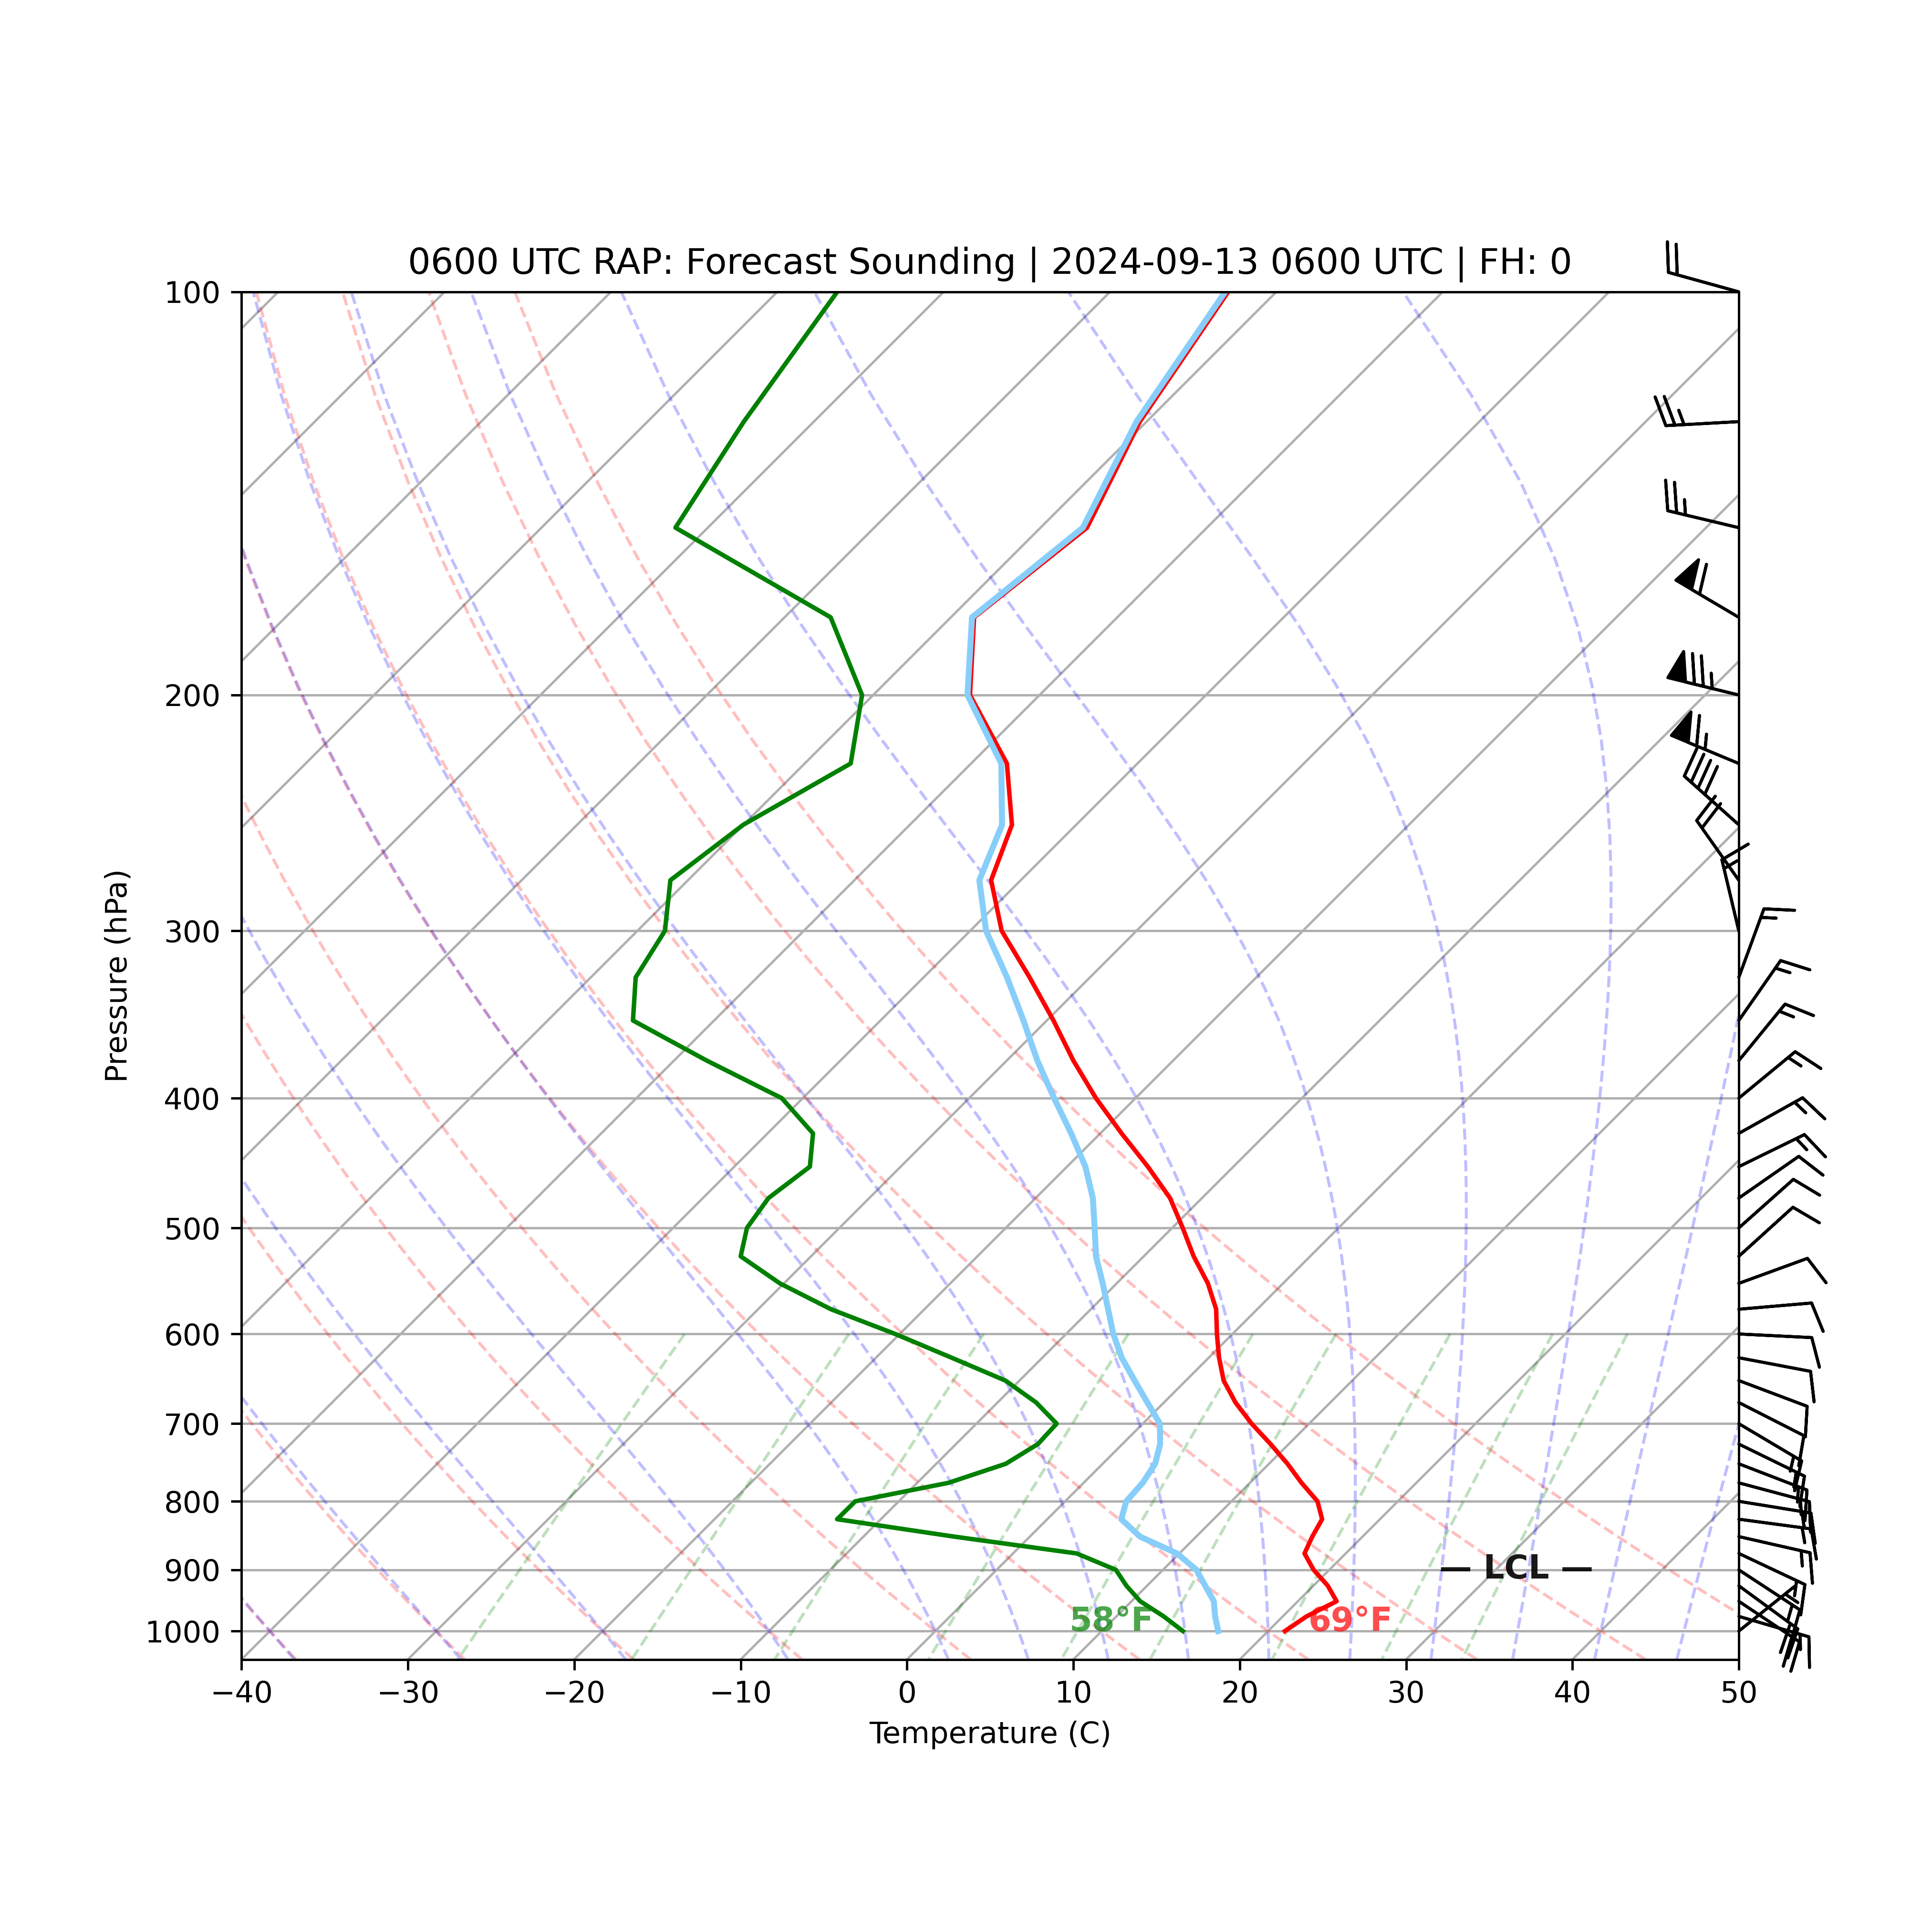 0600 UTC RAP: Forecast Sounding | 2024-09-13 0600 UTC | FH: 0
100
200
300
400
500
600
700
800
900
1000
Pressure (hPa)
— LCL —
58°F
69°F
−40 −30 −20 −10 0 10 20 30 40 50
Temperature (C)